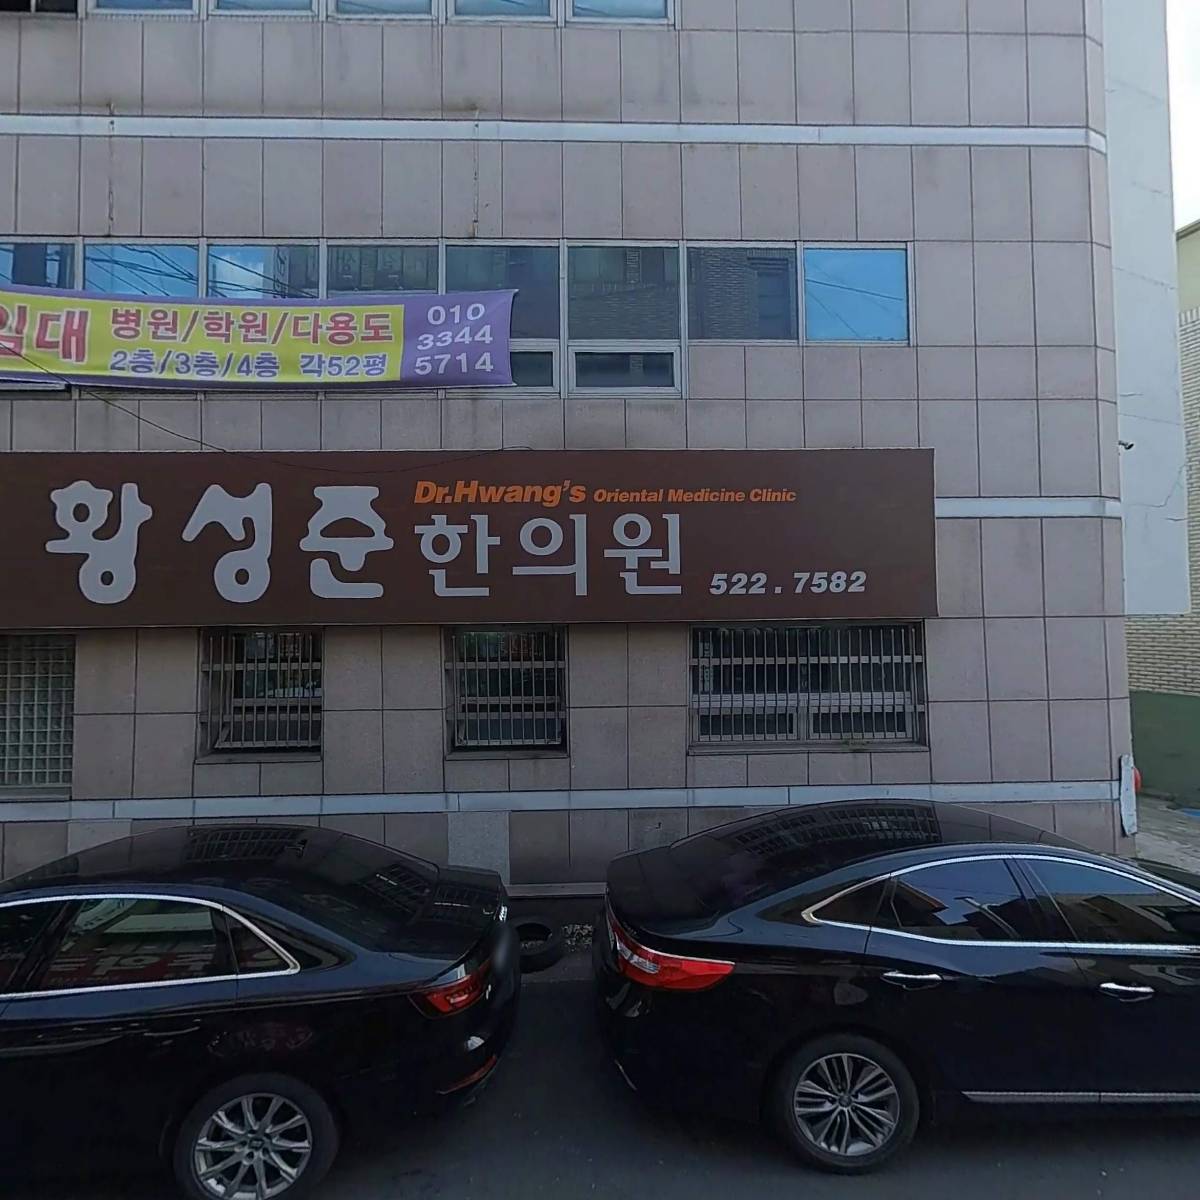 임대 병원/학원/다용도
2층/3층/4층 각52평
010
3344
5714
Dr.Hwang's Oriental Medicine Clinic
황성준한의원 522.7582